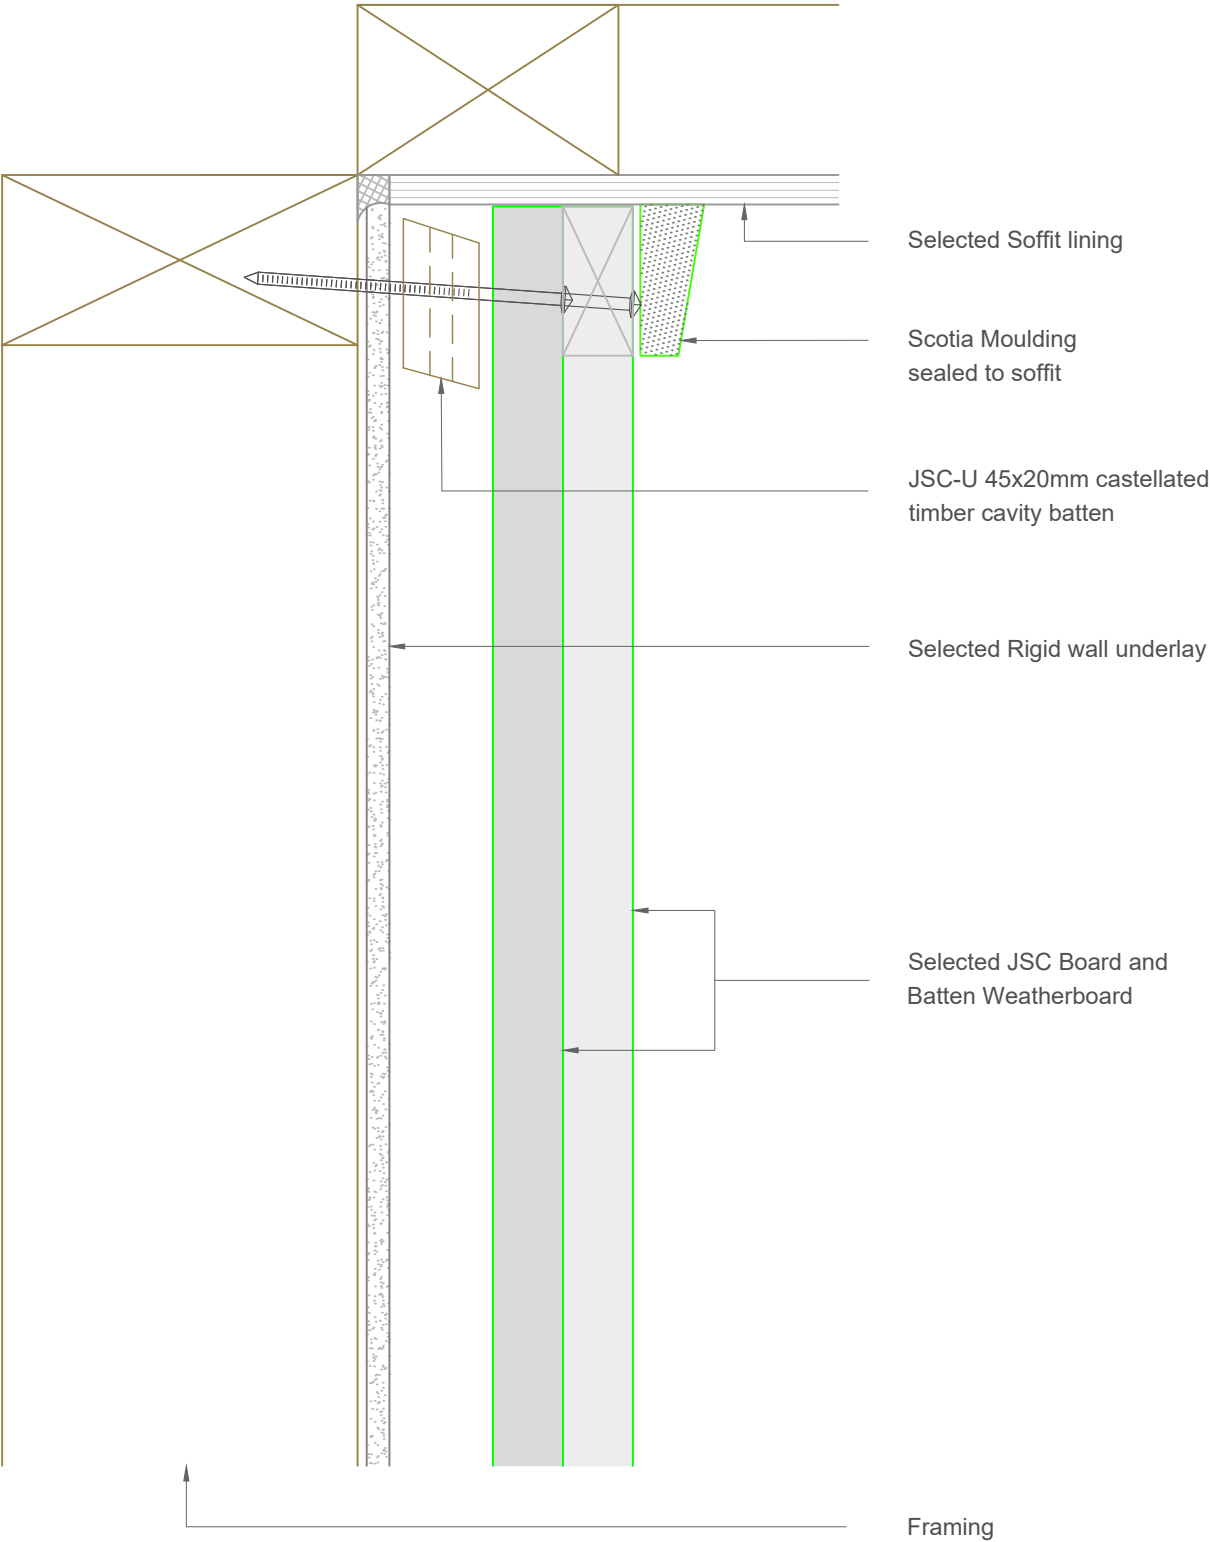 Selected Soffit lining
Scotia Moulding
sealed to soffit
JSC-U 45x20mm castellated
timber cavity batten
Selected Rigid wall underlay
Selected JSC Board and
Batten Weatherboard
Framing